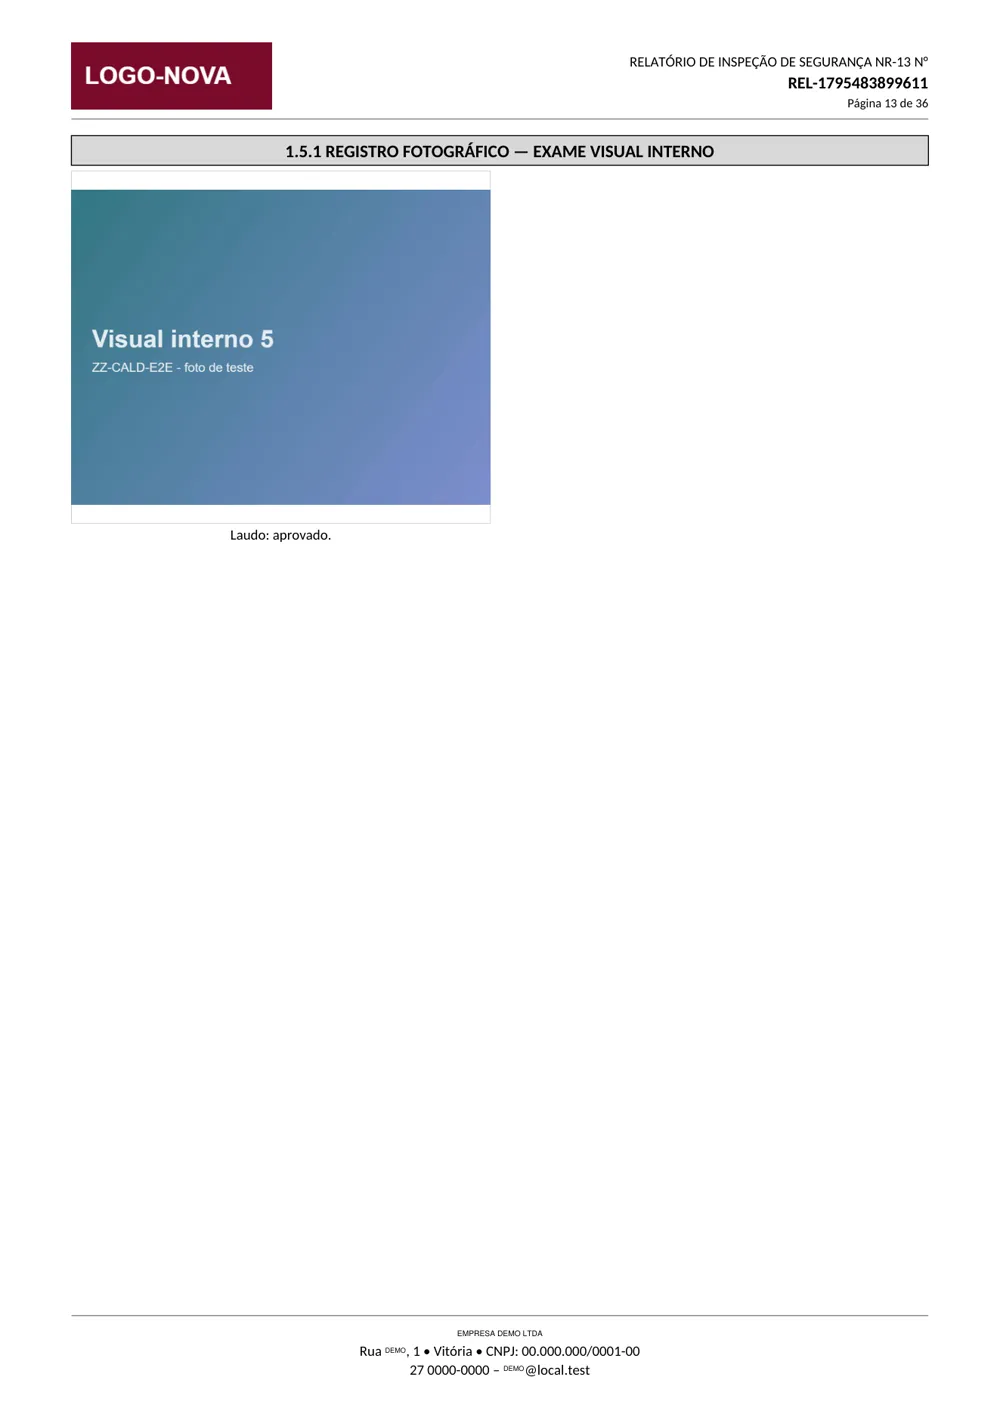 LOGO-NOVA
RELATÓRIO DE INSPEÇÃO DE SEGURANÇA NR-13 Nº
REL-1795483899611
Página 13 de 36
1.5.1 REGISTRO FOTOGRÁFICO — EXAME VISUAL INTERNO
Visual interno 5
ZZ-CALD-E2E - foto de teste
Laudo: aprovado.
EMPRESA DEMO LTDA
Rua DEMO, 1 • Vitória • CNPJ: 00.000.000/0001-00
27 0000-0000 – DEMO@local.test